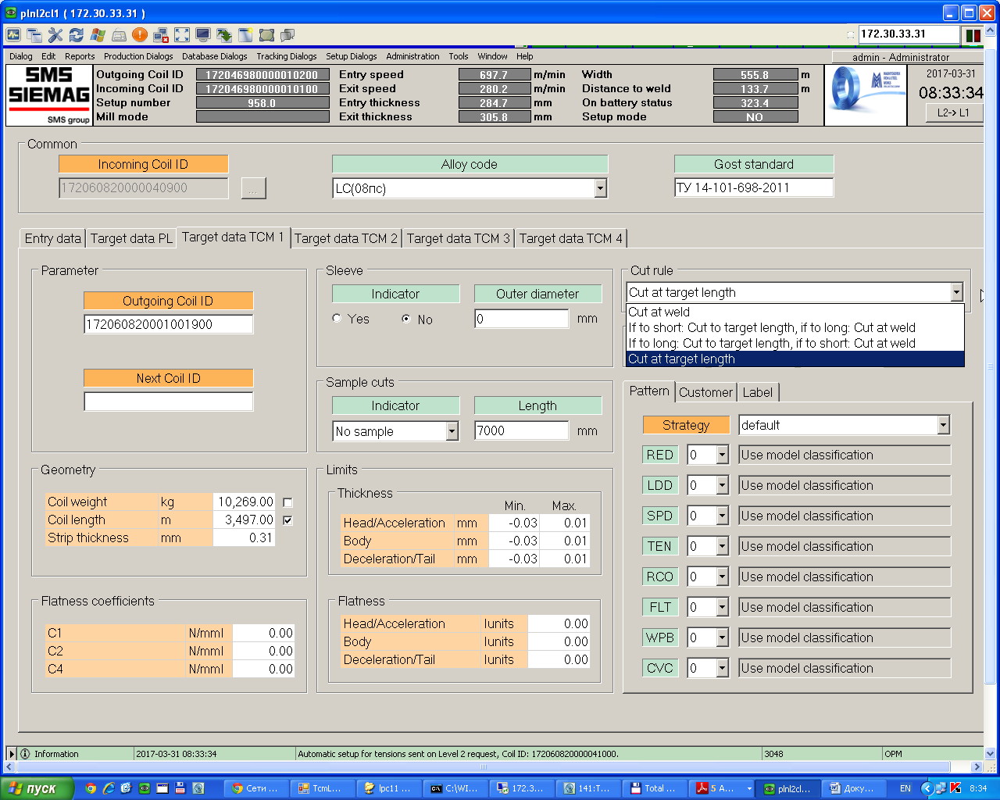 plnl2cl1 ( 172.30.33.31 )
172.30.33.31
Dialog Edit Reports Production Dialogs Database Dialogs Tracking Dialogs Setup Dialogs Administration Tools Window Help
admin - Administrator
SMS
SIEMAG
SMS group
Outgoing Coil ID 172046980000010200 Entry speed 697.7 m/min Width 555.8 m
Incoming Coil ID 172046980000010100 Exit speed 280.2 m/min Distance to weld 133.7 m
Setup number 958.0 Entry thickness 284.7 mm On battery status 323.4
Mill mode Exit thickness 305.8 mm Setup mode NO
2017-03-31
08:33:34
L2-> L1
Common
Incoming Coil ID Alloy code Gost standard
172060820000040900 ... LC(08пс) ТУ 14-101-698-2011
Entry data Target data PL Target data TCM 1 Target data TCM 2 Target data TCM 3 Target data TCM 4
Parameter
Outgoing Coil ID
172060820001001900
Next Coil ID
Sleeve
Indicator Outer diameter
Yes No 0 mm
Cut rule
Cut at target length
Cut at weld
If to short: Cut to target length, if to long: Cut at weld
If to long: Cut to target length, if to short: Cut at weld
Cut at target length
Sample cuts
Indicator Length
No sample 7000 mm
Pattern Customer Label
Strategy default
RED 0 Use model classification
LDD 0 Use model classification
SPD 0 Use model classification
TEN 0 Use model classification
RCO 0 Use model classification
FLT 0 Use model classification
WPB 0 Use model classification
CVC 0 Use model classification
Geometry
Coil weight kg 10,269.00
Coil length m 3,497.00
Strip thickness mm 0.31
Limits
Thickness
Min. Max.
Head/Acceleration mm -0.03 0.01
Body mm -0.03 0.01
Deceleration/Tail mm -0.03 0.01
Flatness coefficients
C1 N/mmI 0.00
C2 N/mmI 0.00
C4 N/mmI 0.00
Flatness
Head/Acceleration Iunits 0.00
Body Iunits 0.00
Deceleration/Tail Iunits 0.00
Information 2017-03-31 08:33:34 Automatic setup for tensions sent on Level 2 request, Coil ID: 172060820000041000. 3048 OPM
пуск Сети ... TcmL... lpc11 ... C:\WI... 172.3... 141:T... Total ... 5 A... plnl2cl... Доку... EN 8:34